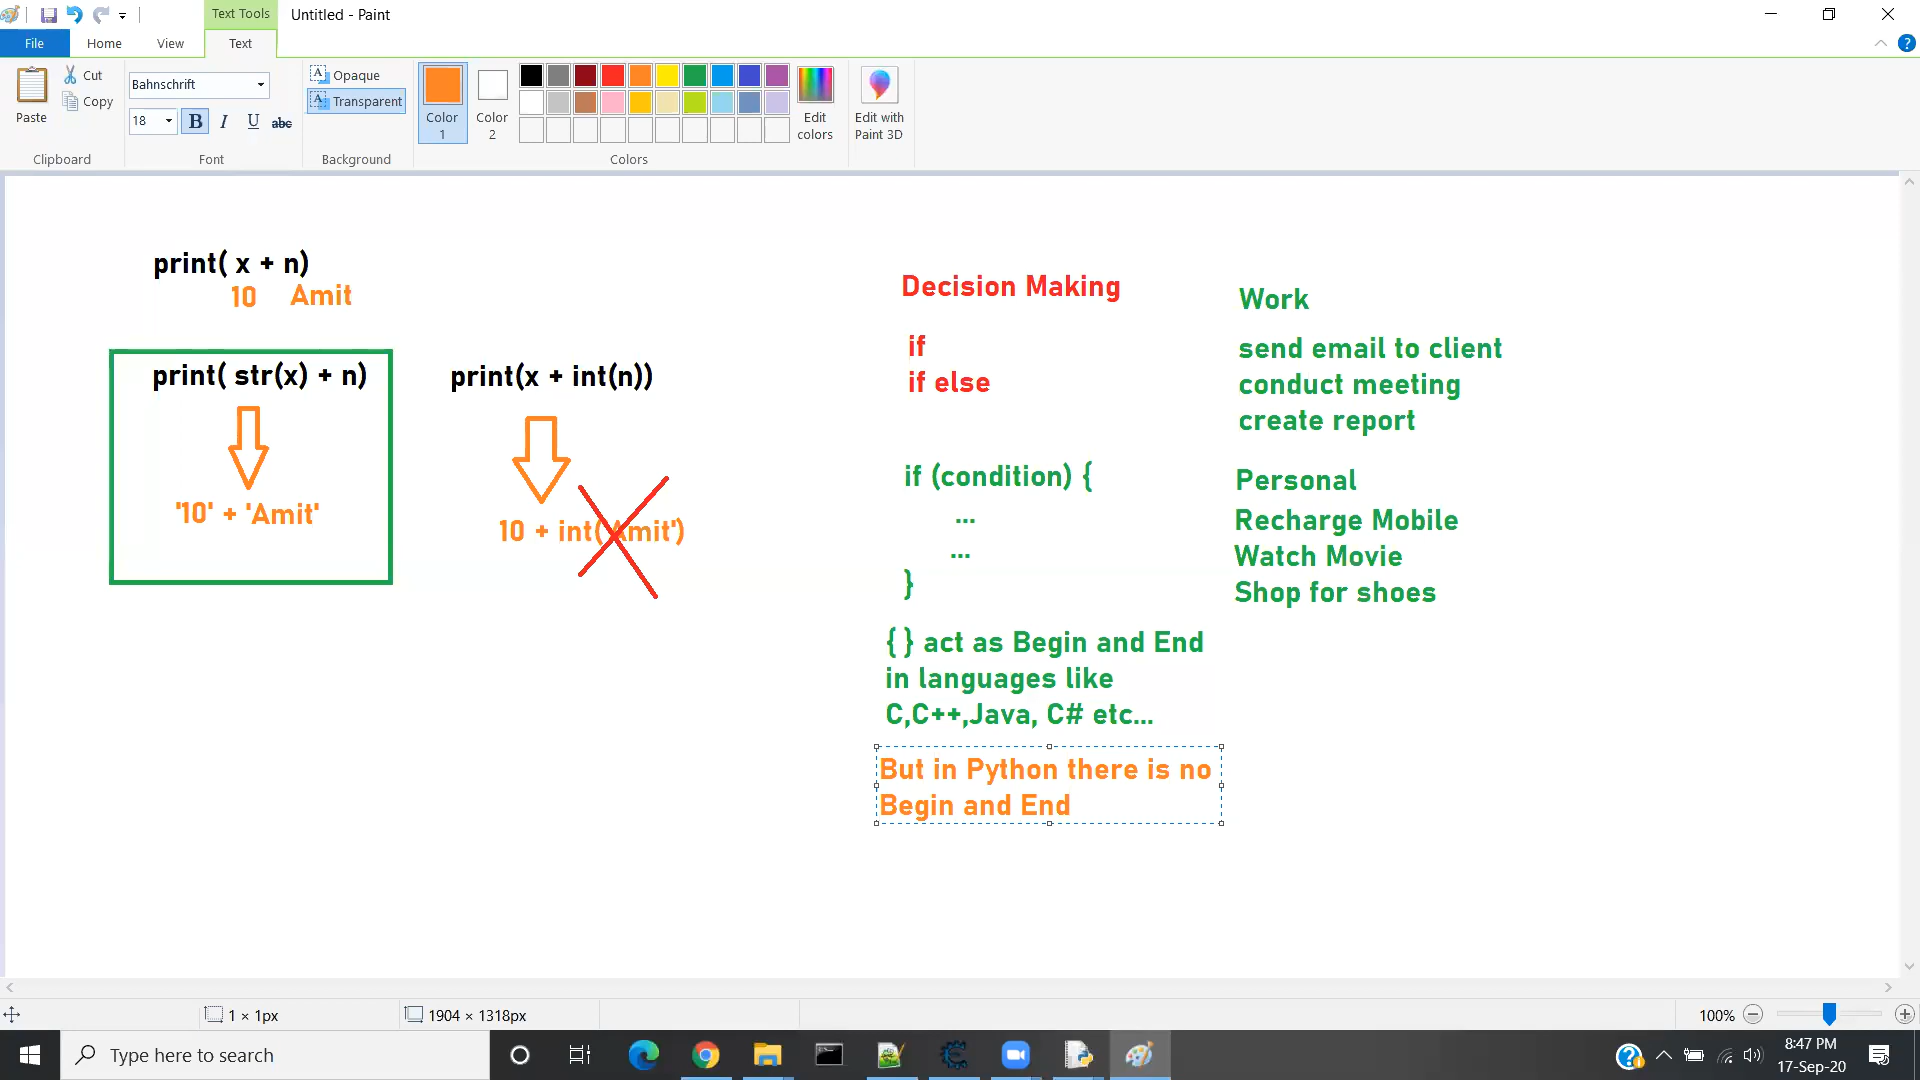 Text Tools
Untitled - Paint
File
Home
View
Text
Paste
Cut
Copy
Clipboard
Bahnschrift
18
B I U abc
Font
Opaque
Transparent
Background
Color 1
Color 2
Edit colors
Colors
Edit with Paint 3D
print( x + n)
10 Amit
print( str(x) + n)
'10' + 'Amit'
print(x + int(n))
10 + int('Amit')
Decision Making
if
if else
if (condition) {
...
...
}
{ } act as Begin and End
in languages like
C,C++,Java, C# etc...
But in Python there is no
Begin and End
Work
send email to client
conduct meeting
create report
Personal
Recharge Mobile
Watch Movie
Shop for shoes
1 × 1px
1904 × 1318px
100%
Type here to search
8:47 PM
17-Sep-20